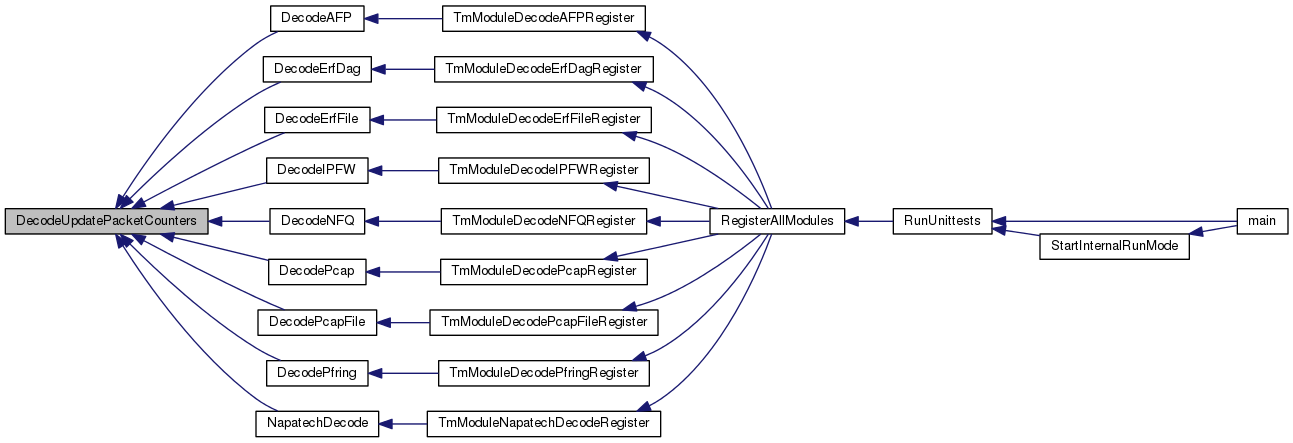 DecodeAFP
TmModuleDecodeAFPRegister
DecodeErfDag
TmModuleDecodeErfDagRegister
DecodeErfFile
TmModuleDecodeErfFileRegister
DecodeIPFW
TmModuleDecodeIPFWRegister
DecodeUpdatePacketCounters
DecodeNFQ
TmModuleDecodeNFQRegister
RegisterAllModules
RunUnittests
main
StartInternalRunMode
DecodePcap
TmModuleDecodePcapRegister
DecodePcapFile
TmModuleDecodePcapFileRegister
DecodePfring
TmModuleDecodePfringRegister
NapatechDecode
TmModuleNapatechDecodeRegister